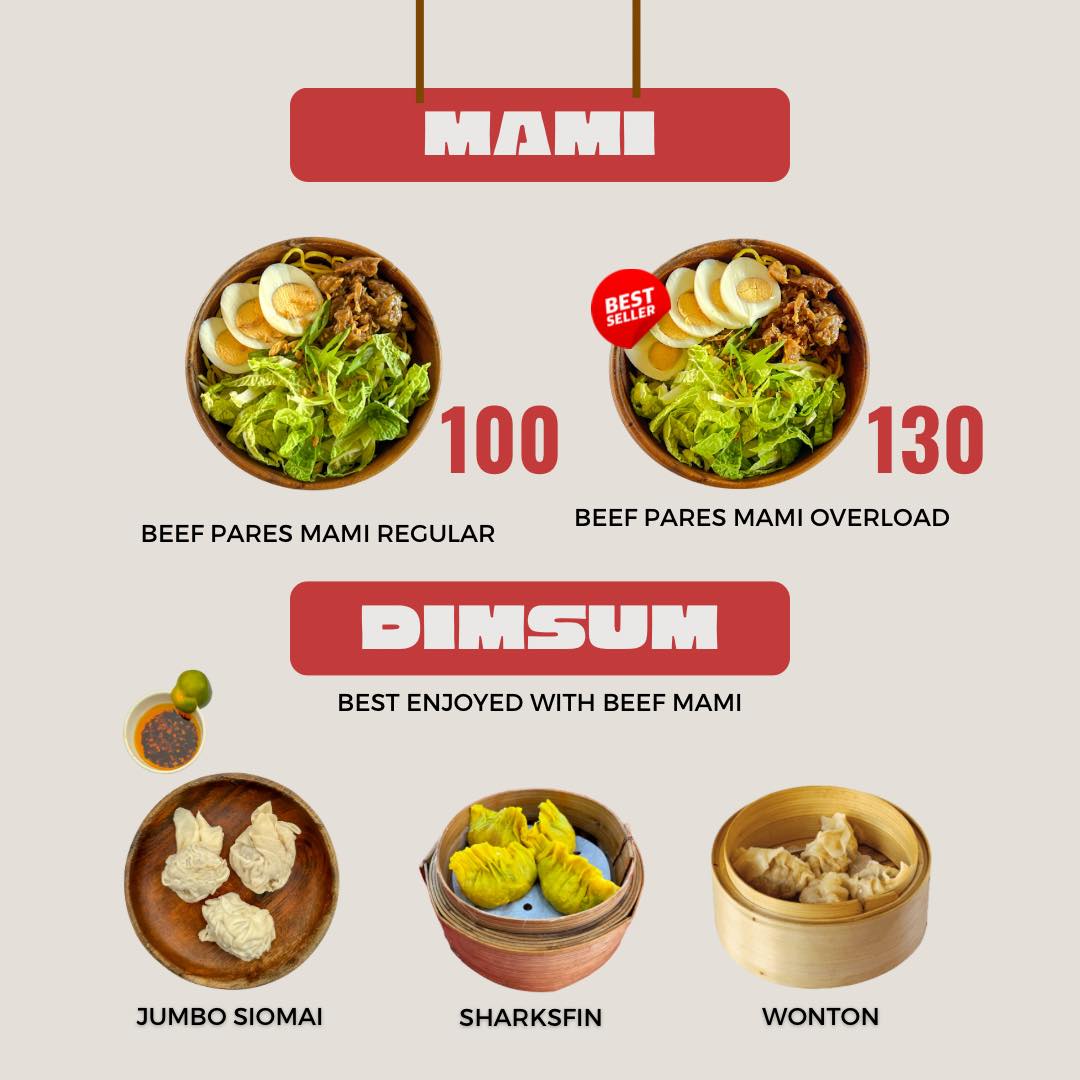 MAMI
BEST
SELLER
100
130
BEEF PARES MAMI REGULAR
BEEF PARES MAMI OVERLOAD
DIMSUM
BEST ENJOYED WITH BEEF MAMI
JUMBO SIOMAI
SHARKSFIN
WONTON